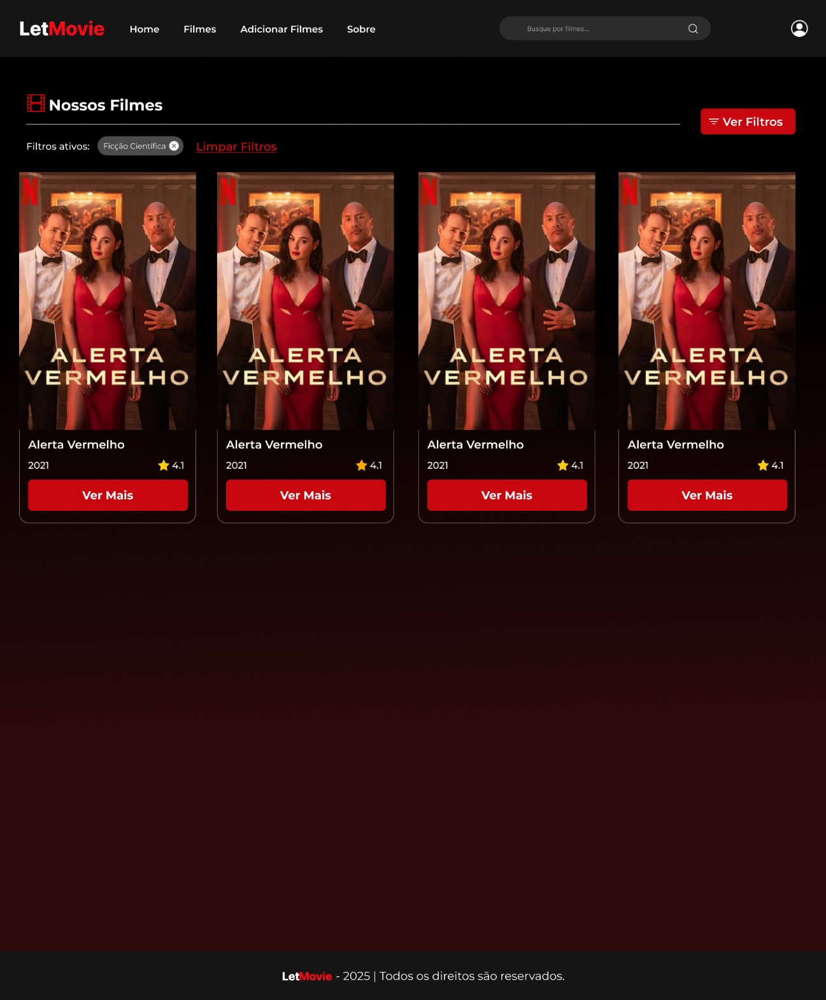 LetMovie Home Filmes Adicionar Filmes Sobre Busque por filmes...
Nossos Filmes
Ver Filtros
Filtros ativos: Ficção Científica Limpar Filtros
N N N N
ALERTA ALERTA ALERTA ALERTA
VERMELHO VERMELHO VERMELHO VERMELHO
Alerta Vermelho Alerta Vermelho Alerta Vermelho Alerta Vermelho
2021 4.1 2021 4.1 2021 4.1 2021 4.1
Ver Mais Ver Mais Ver Mais Ver Mais
LetMovie - 2025 | Todos os direitos são reservados.